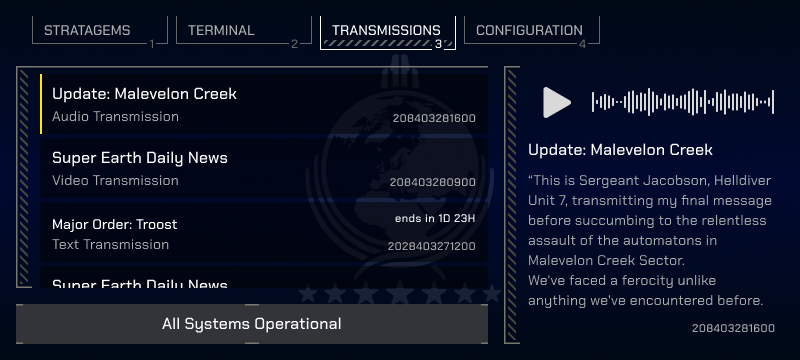 STRATAGEMS
1
TERMINAL
2
TRANSMISSIONS
3
CONFIGURATION
4
Update: Malevelon Creek
Audio Transmission
208403281600
Super Earth Daily News
Video Transmission
208403280900
Major Order: Troost
ends in 1D 23H
Text Transmission
2028403271200
Super Earth Daily News
All Systems Operational
Update: Malevelon Creek
“This is Sergeant Jacobson, Helldiver
Unit 7, transmitting my final message
before succumbing to the relentless
assault of the automatons in
Malevelon Creek Sector.
We've faced a ferocity unlike
anything we've encountered before.
208403281600